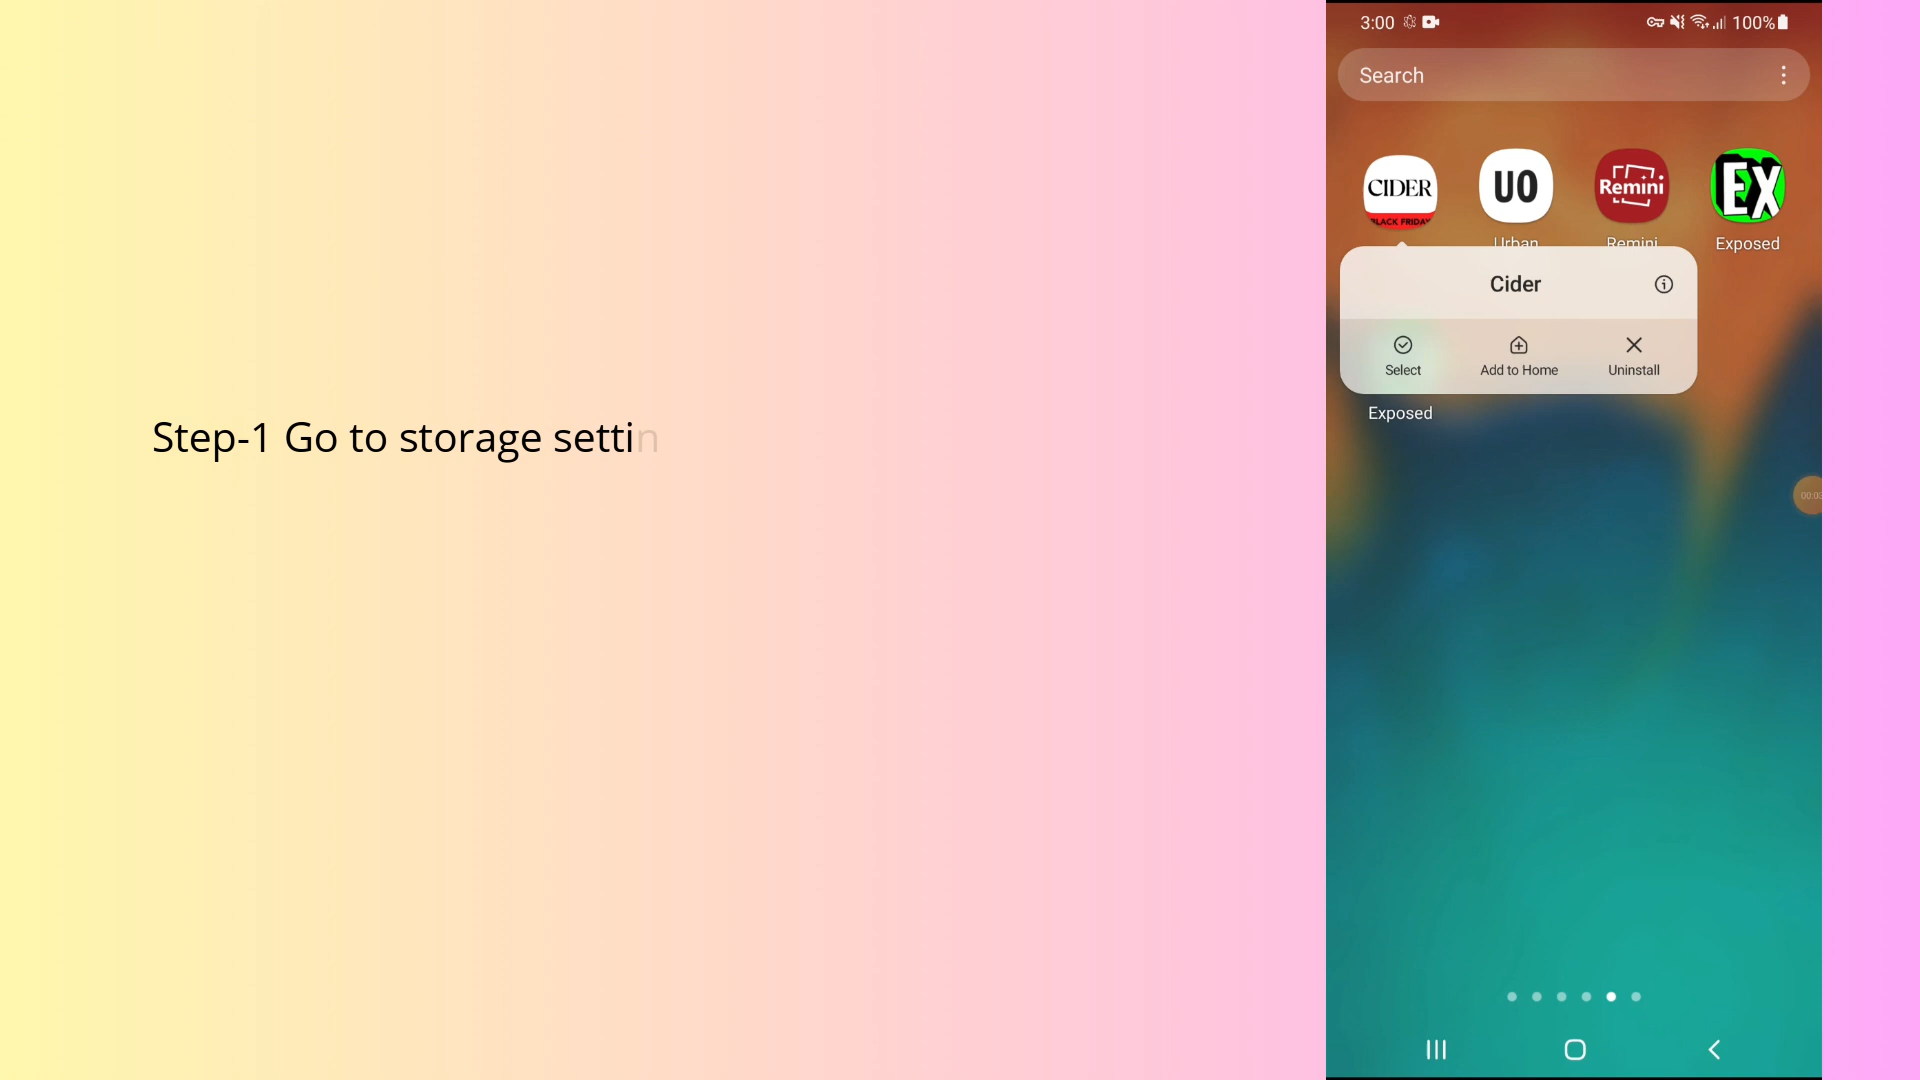 3:00
100%
Search
CIDER
BLACK FRIDAY
UO
Remini
EX
Urban
Remini
Exposed
Cider
Select
Add to Home
Uninstall
Exposed
Step-1 Go to storage settin